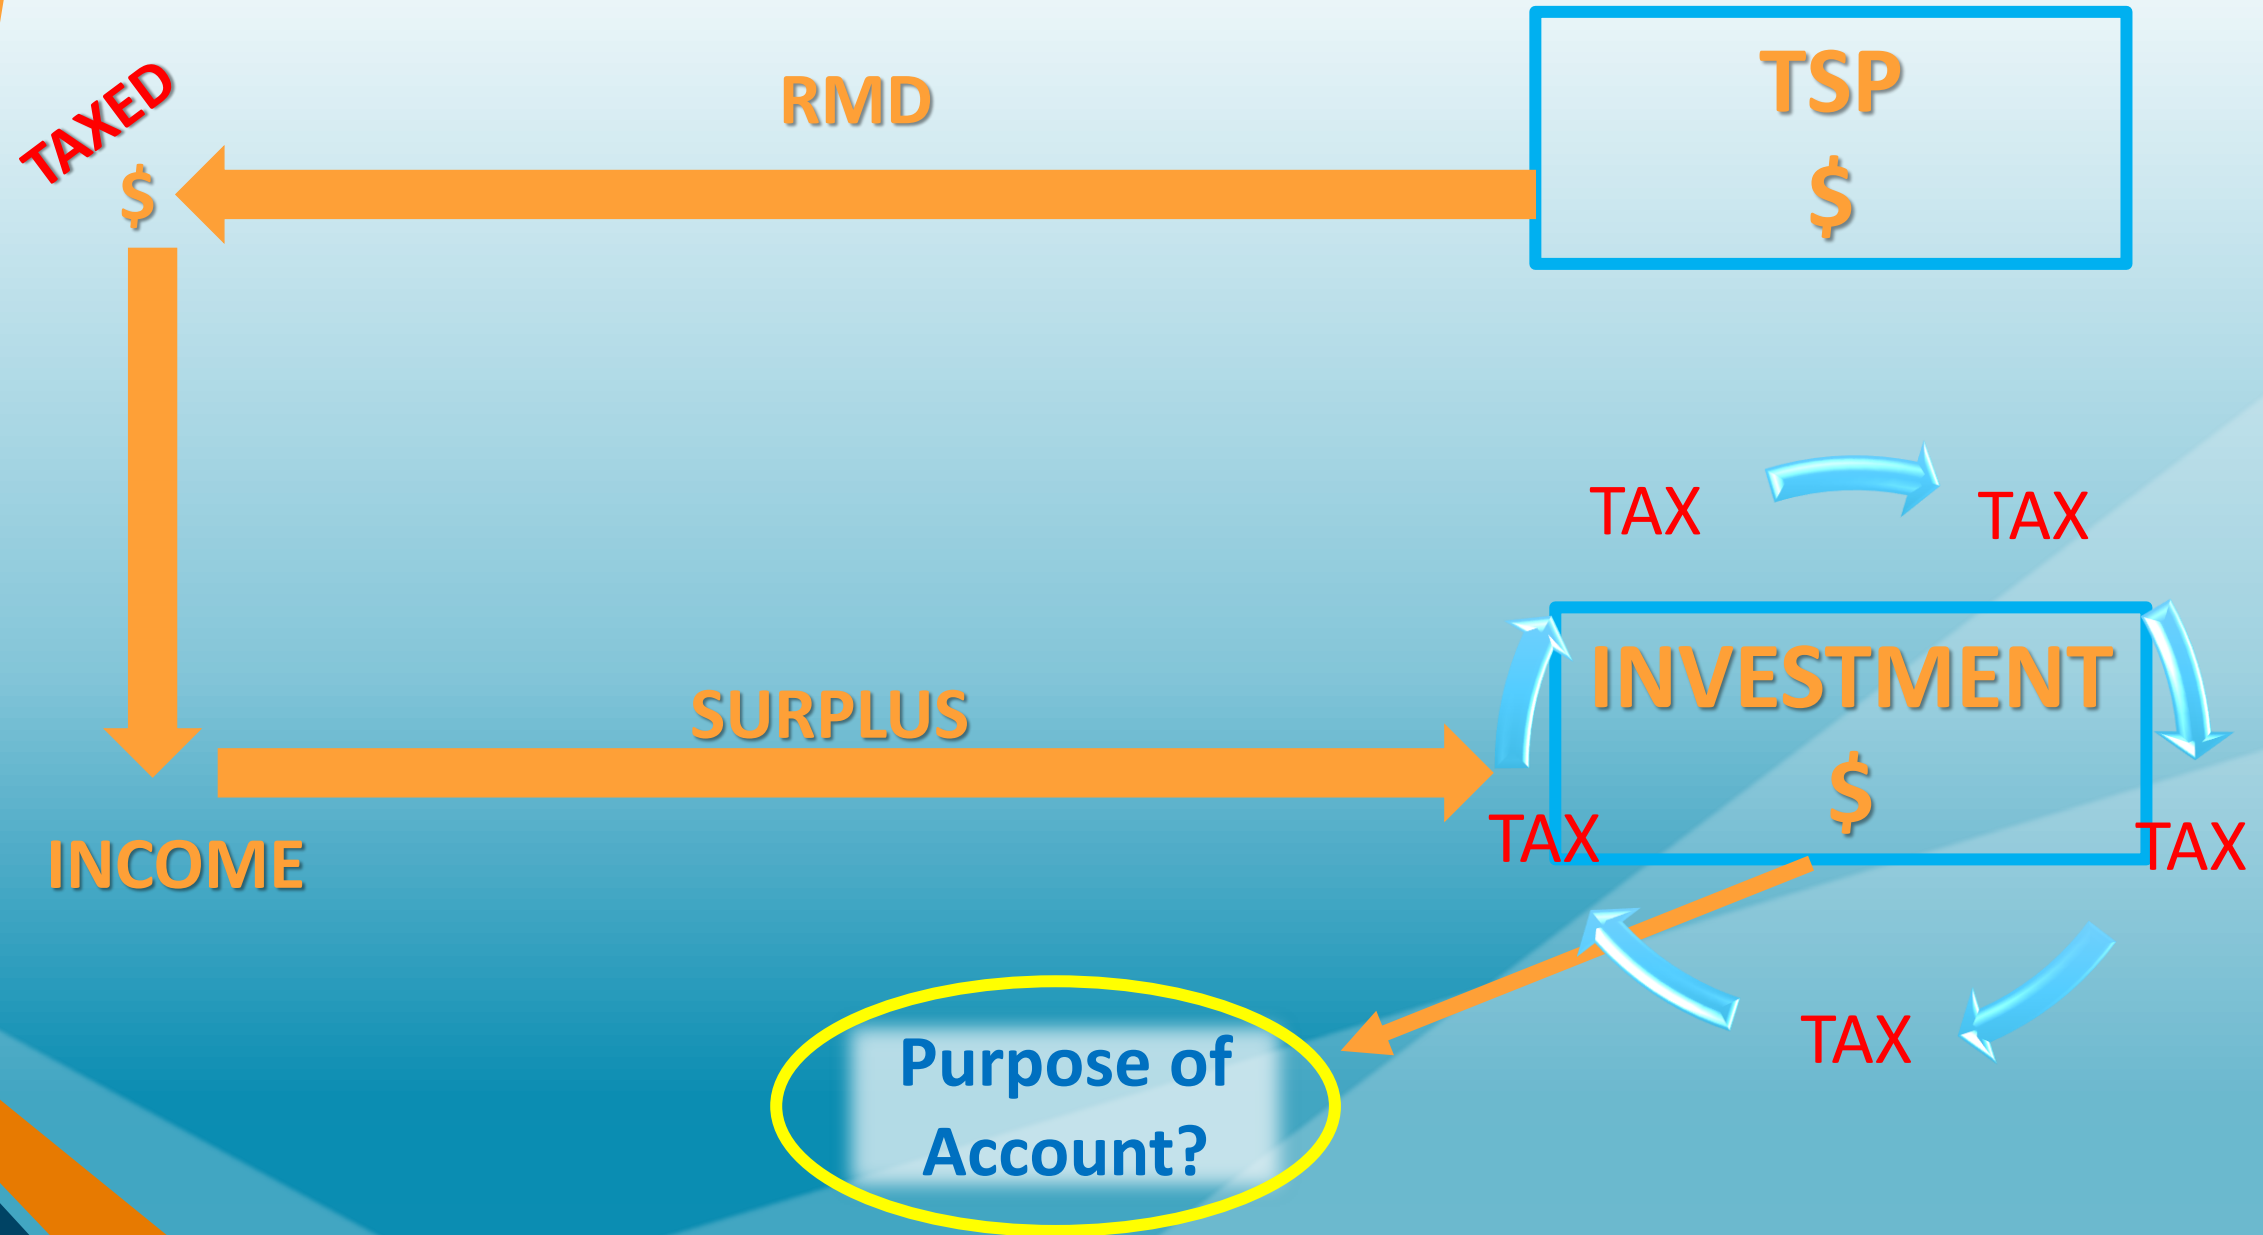 TSP
$
RMD
TAXED
$
TAX
TAX
INVESTMENT
$
SURPLUS
TAX
TAX
INCOME
TAX
Purpose of
Account?